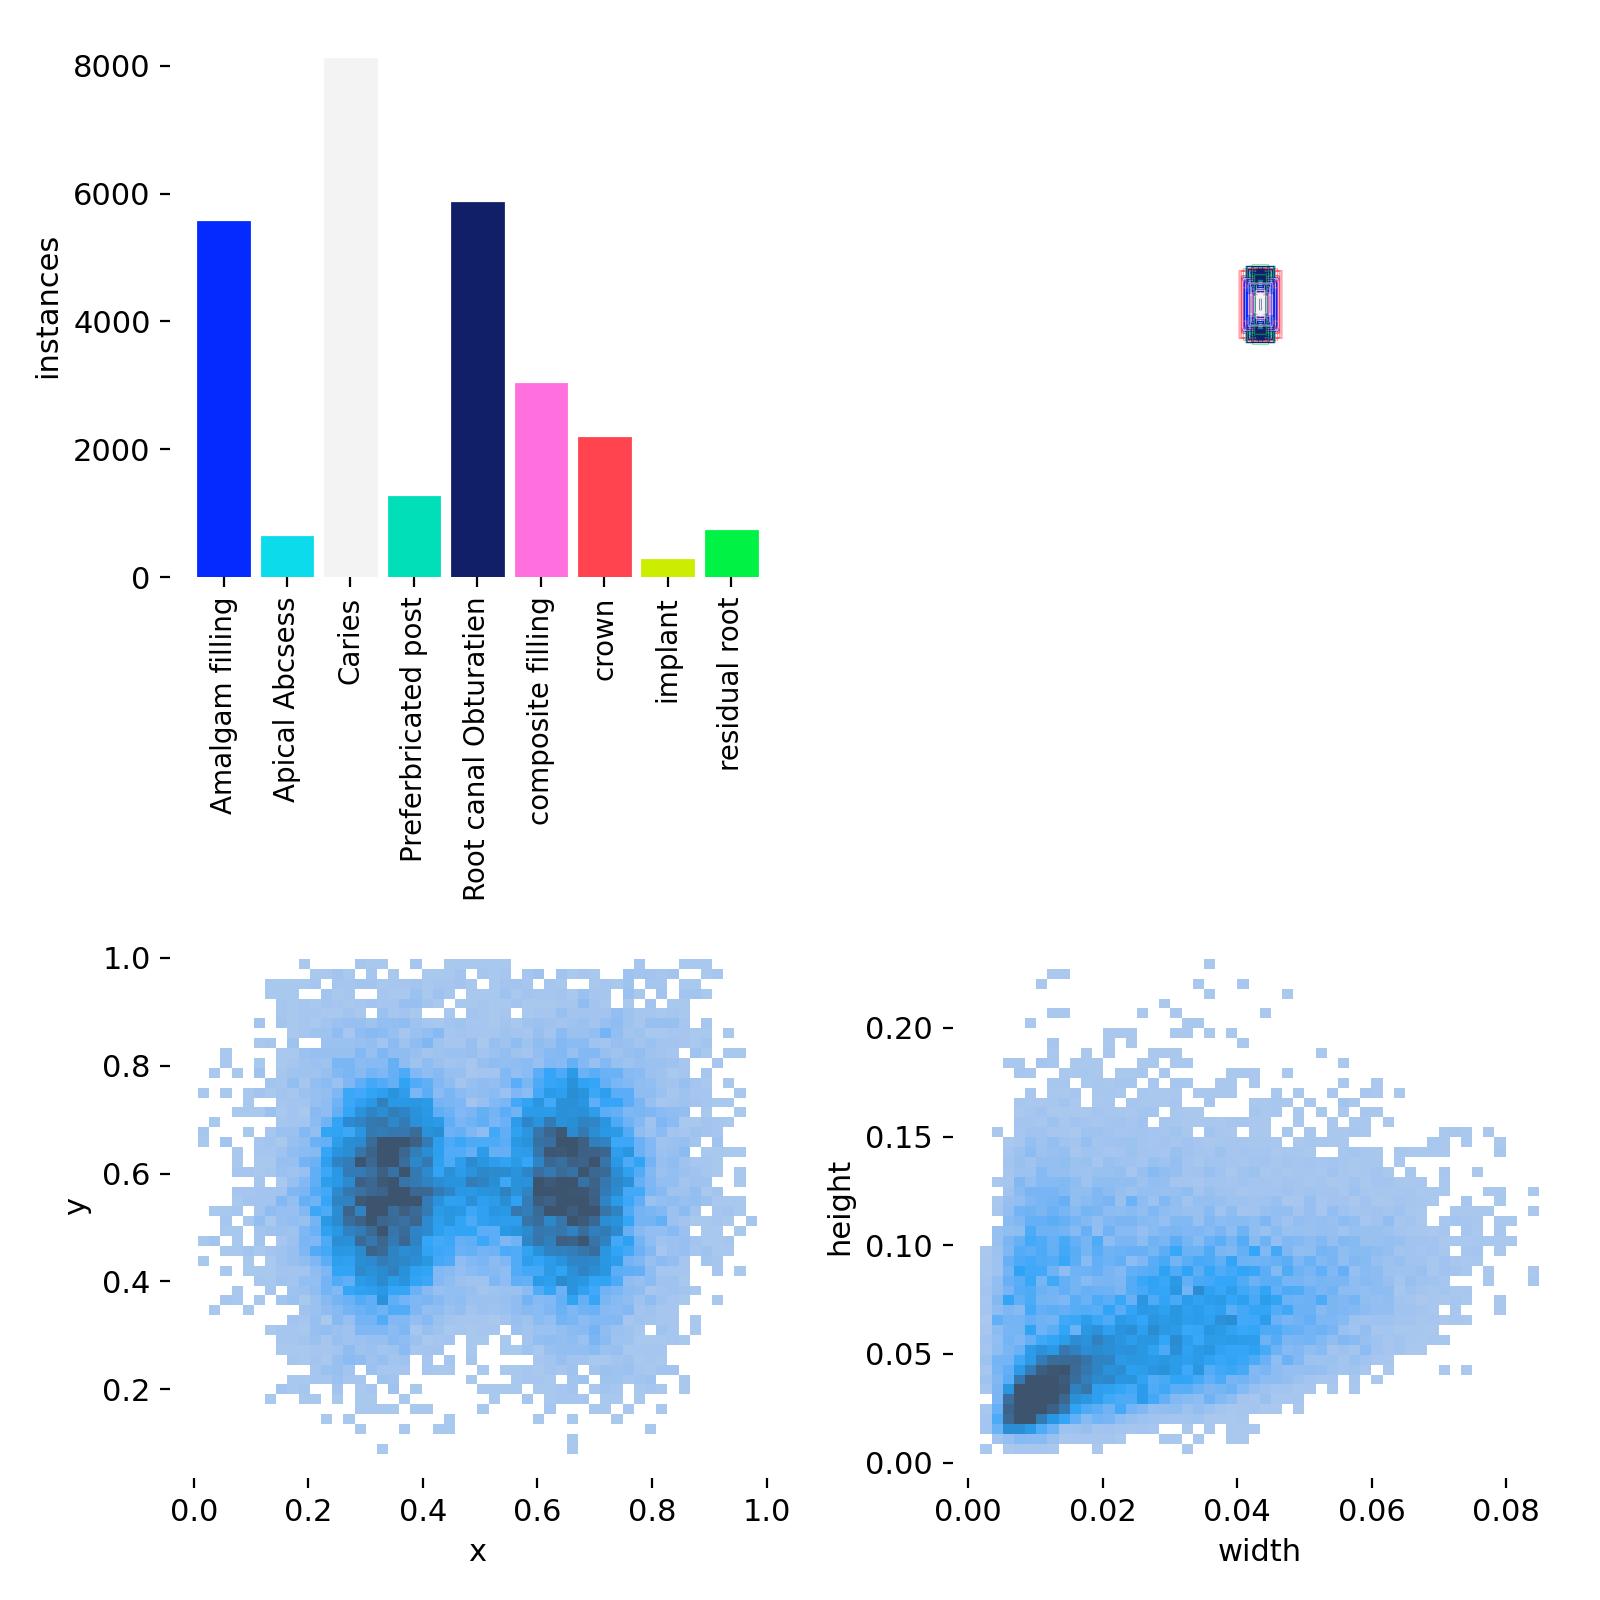 8000
6000
4000
2000
0
instances
Amalgam filling
Apical Abcsess
Caries
Preferbricated post
Root canal Obturatien
composite filling
crown
implant
residual root
1.0
0.8
0.6
0.4
0.2
y
0.0 0.2 0.4 0.6 0.8 1.0
x
0.20
0.15
0.10
0.05
0.00
height
0.00 0.02 0.04 0.06 0.08
width